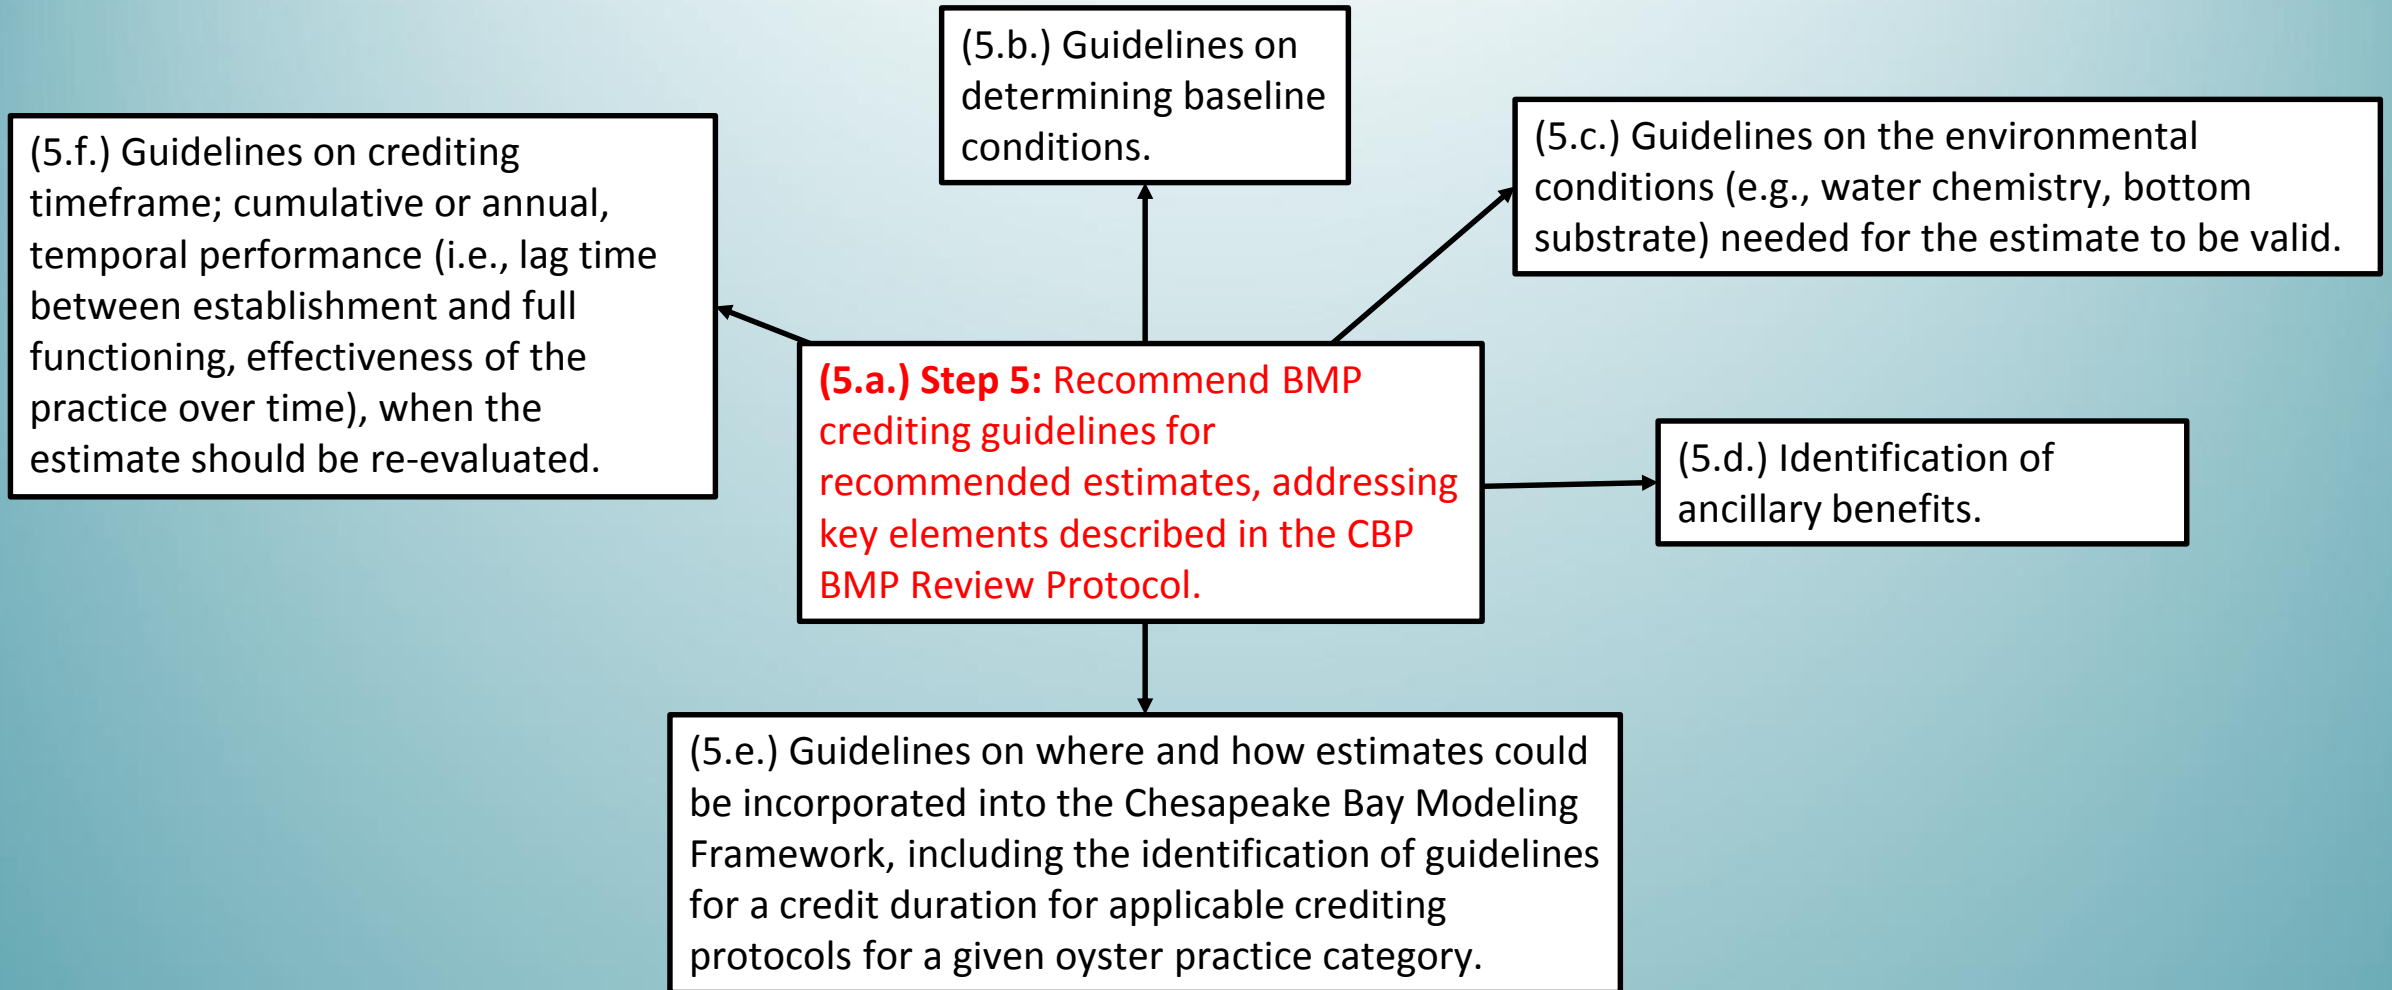 (5.b.) Guidelines on
determining baseline
conditions.
(5.f.) Guidelines on crediting
timeframe; cumulative or annual,
temporal performance (i.e., lag time
between establishment and full
functioning, effectiveness of the
practice over time), when the
estimate should be re-evaluated.
(5.c.) Guidelines on the environmental
conditions (e.g., water chemistry, bottom
substrate) needed for the estimate to be valid.
(5.a.) Step 5: Recommend BMP
crediting guidelines for
recommended estimates, addressing
key elements described in the CBP
BMP Review Protocol.
(5.d.) Identification of
ancillary benefits.
(5.e.) Guidelines on where and how estimates could
be incorporated into the Chesapeake Bay Modeling
Framework, including the identification of guidelines
for a credit duration for applicable crediting
protocols for a given oyster practice category.